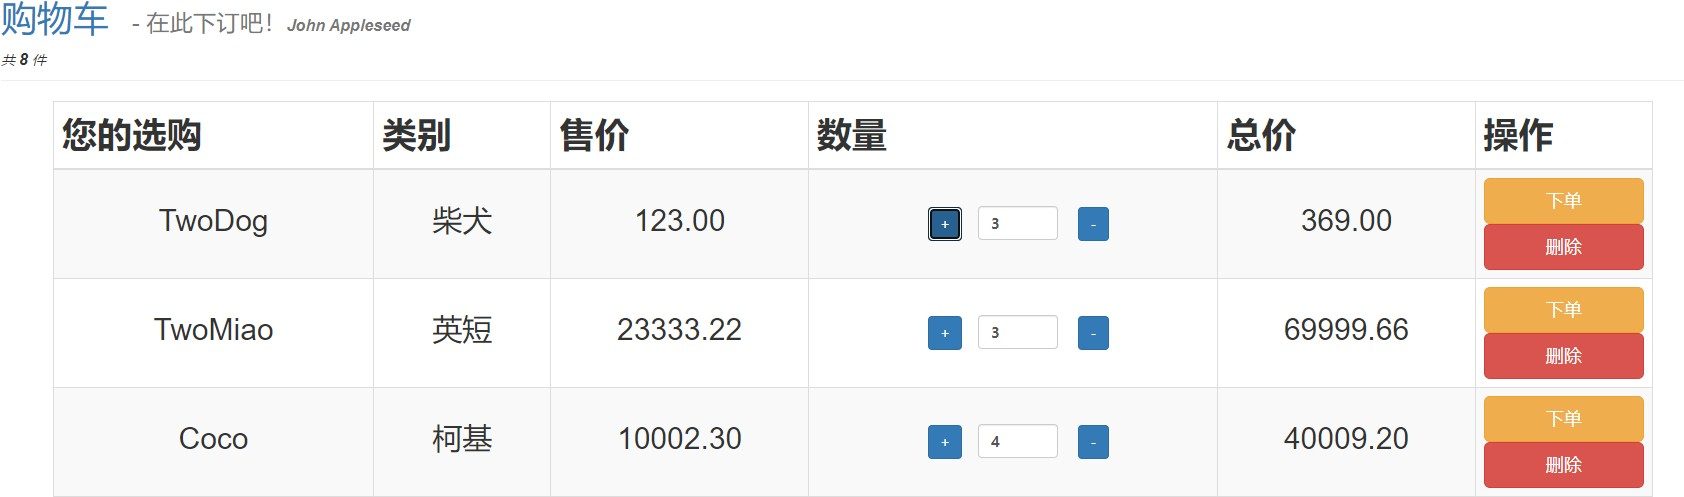 购物车 - 在此下订吧！John Appleseed
共 8 件
您的选购 类别 售价 数量 总价 操作
TwoDog 柴犬 123.00 + 3 - 369.00 下单
删除
TwoMiao 英短 23333.22 + 3 - 69999.66 下单
删除
Coco 柯基 10002.30 + 4 - 40009.20 下单
删除